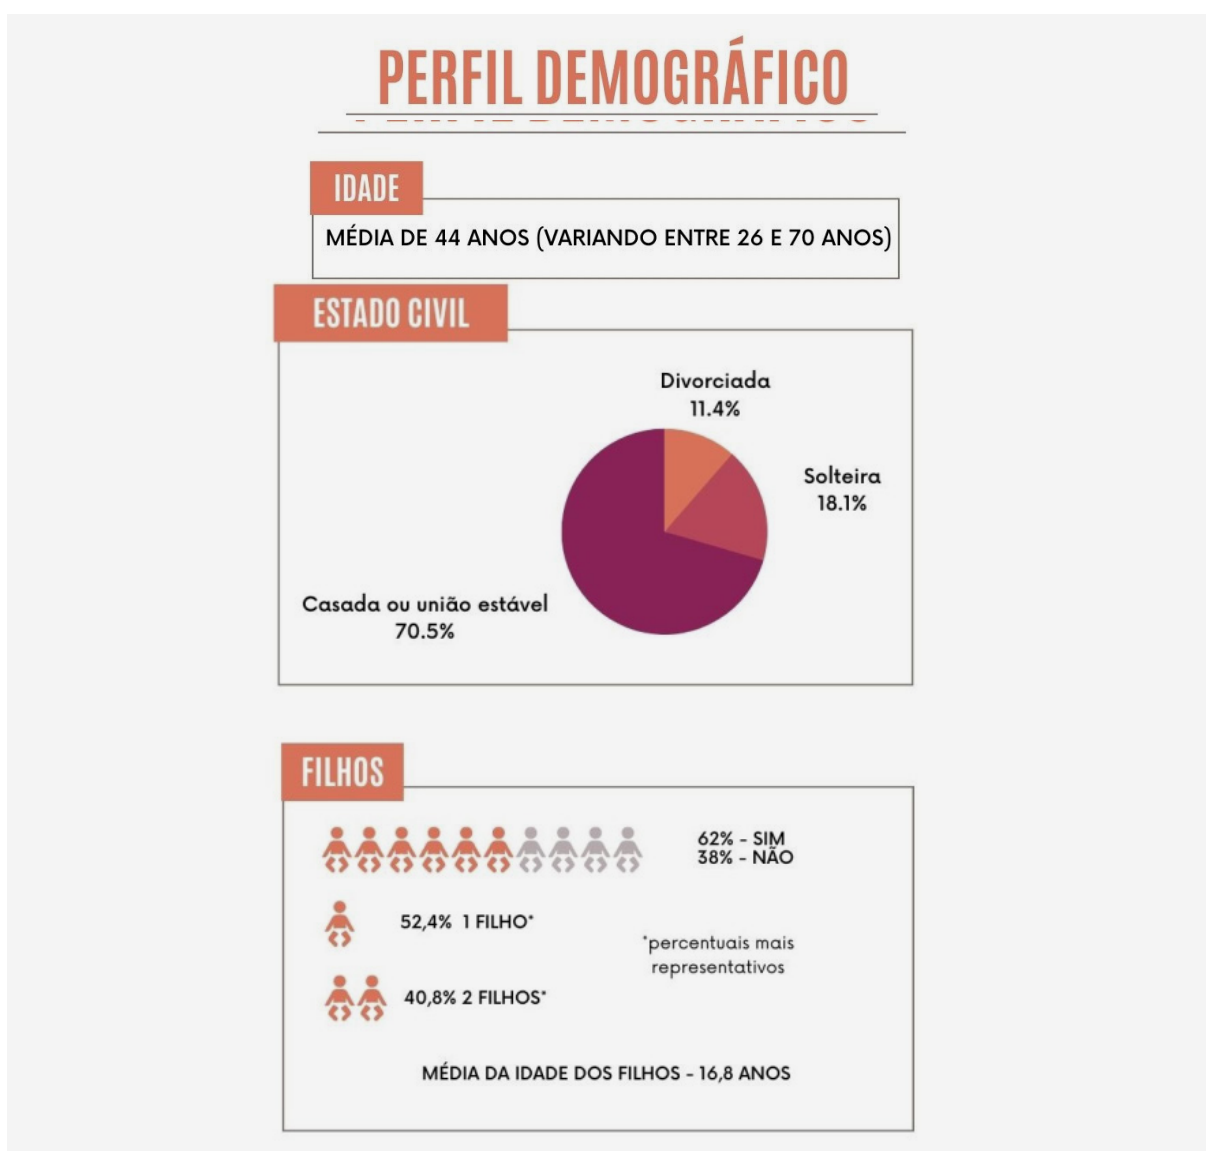 PERFIL DEMOGRÁFICO
IDADE
MÉDIA DE 44 ANOS (VARIANDO ENTRE 26 E 70 ANOS)
ESTADO CIVIL
Divorciada
11.4%
Solteira
18.1%
Casada ou união estável
70.5%
FILHOS
62% - SIM
38% - NÃO
52,4% 1 FILHO*
*percentuais mais
representativos
40,8% 2 FILHOS*
MÉDIA DA IDADE DOS FILHOS - 16,8 ANOS